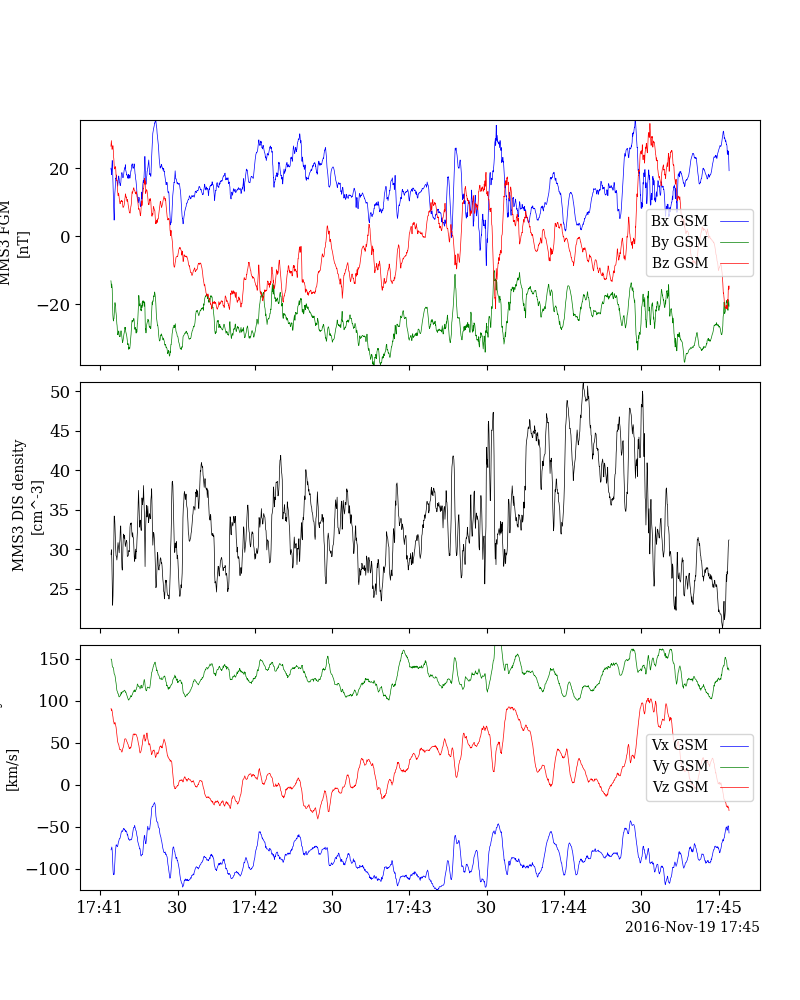 20
0
−20
MMS3 FGM
[nT]
Bx GSM
By GSM
Bz GSM
50
45
40
35
30
25
MMS3 DIS density
[cm^-3]
150
100
50
0
−50
−100
[km/s]
Vx GSM
Vy GSM
Vz GSM
17:41 30 17:42 30 17:43 30 17:44 30 17:45
2016-Nov-19 17:45